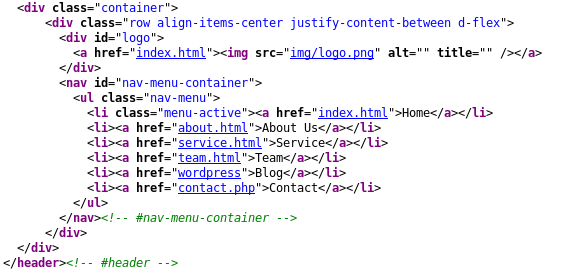 <div class="container">
<div class="row align-items-center justify-content-between d-flex">
<div id="logo">
<a href="index.html"><img src="img/logo.png" alt="" title="" /></a>
</div>
<nav id="nav-menu-container">
<ul class="nav-menu">
<li class="menu-active"><a href="index.html">Home</a></li>
<li><a href="about.html">About Us</a></li>
<li><a href="service.html">Service</a></li>
<li><a href="team.html">Team</a></li>
<li><a href="wordpress">Blog</a></li>
<li><a href="contact.php">Contact</a></li>
</ul>
</nav><!-- #nav-menu-container -->
</div>
</div>
</header><!-- #header -->